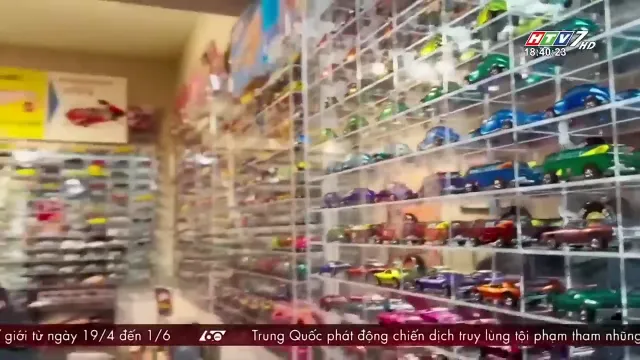 HTV7 HD
18:40:23
giới từ ngày 19/4 đến 1/6 60 Trung Quốc phát động chiến dịch truy lùng tội phạm tham nhũng